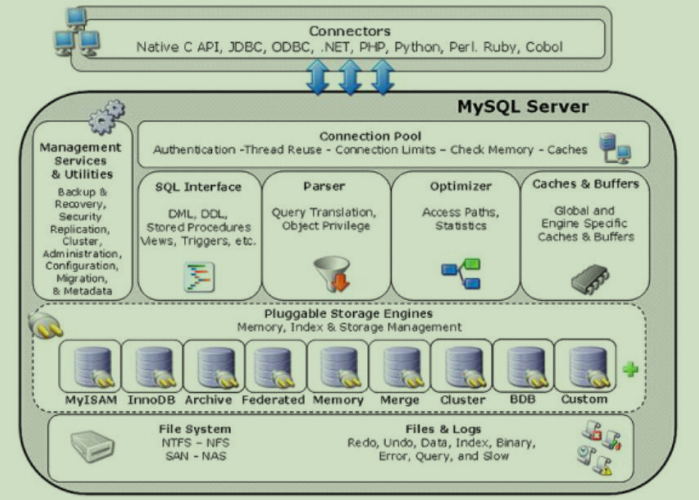 Connectors
Native C API, JDBC, ODBC, .NET, PHP, Python, Perl. Ruby, Cobol
MySQL Server
Management
Services
& Utilities
Backup &
Recovery,
Security
Replication,
Cluster,
Administration,
Configuration,
Migration,
& Metadata
Connection Pool
Authentication -Thread Reuse - Connection Limits - Check Memory - Caches
SQL Interface
DML, DDL,
Stored Procedures
Views, Triggers, etc.
Parser
Query Translation,
Object Privilege
Optimizer
Access Paths,
Statistics
Caches & Buffers
Global and
Engine Specific
Caches & Buffers
Pluggable Storage Engines
Memory, Index & Storage Management
MyISAM InnoDB Archive Federated Memory Merge Cluster BDB Custom
File System
NTFS - NFS
SAN - NAS
Files & Logs
Redo, Undo, Data, Index, Binary,
Error, Query, and Slow